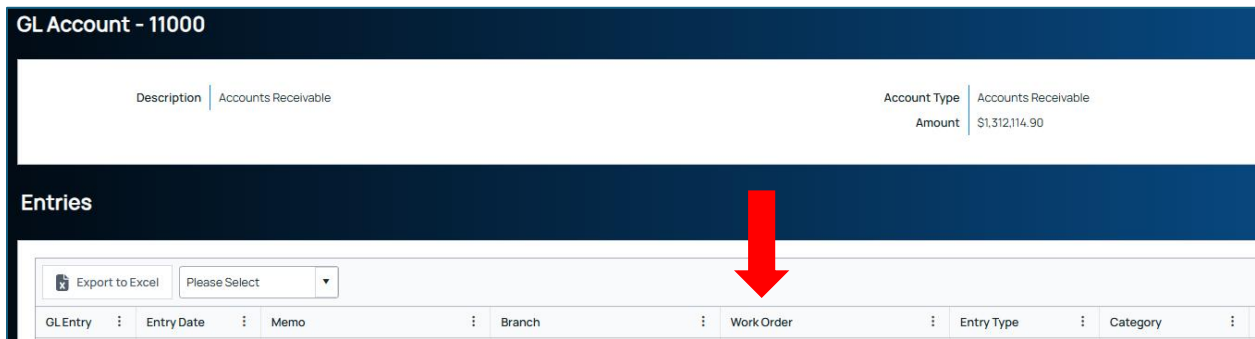 GL Account - 11000
Description Accounts Receivable
Account Type Accounts Receivable
Amount $1,312,114.90
Entries
Export to Excel Please Select
GL Entry Entry Date Memo Branch Work Order Entry Type Category